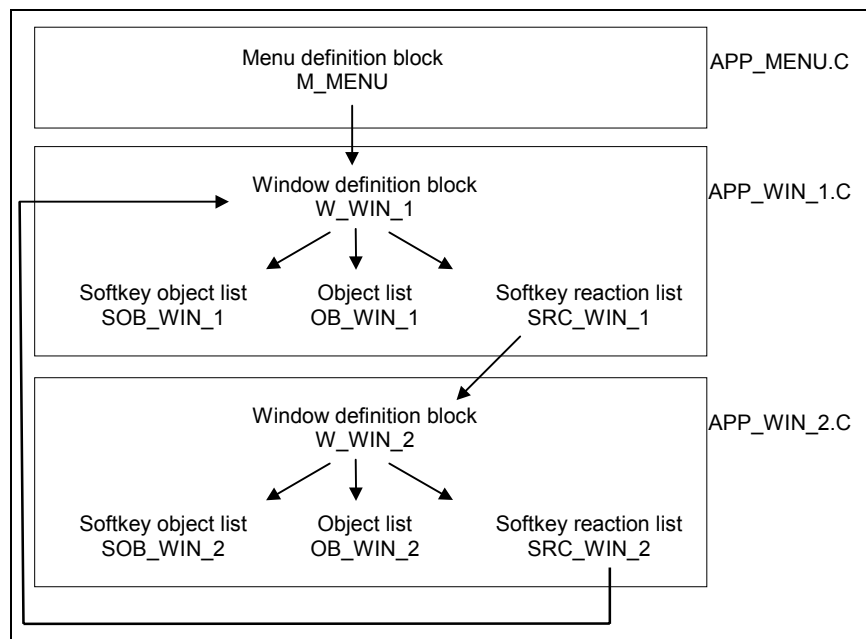 Menu definition block
M_MENU
APP_MENU.C
Window definition block
W_WIN_1
APP_WIN_1.C
Softkey object list
SOB_WIN_1
Object list
OB_WIN_1
Softkey reaction list
SRC_WIN_1
Window definition block
W_WIN_2
APP_WIN_2.C
Softkey object list
SOB_WIN_2
Object list
OB_WIN_2
Softkey reaction list
SRC_WIN_2